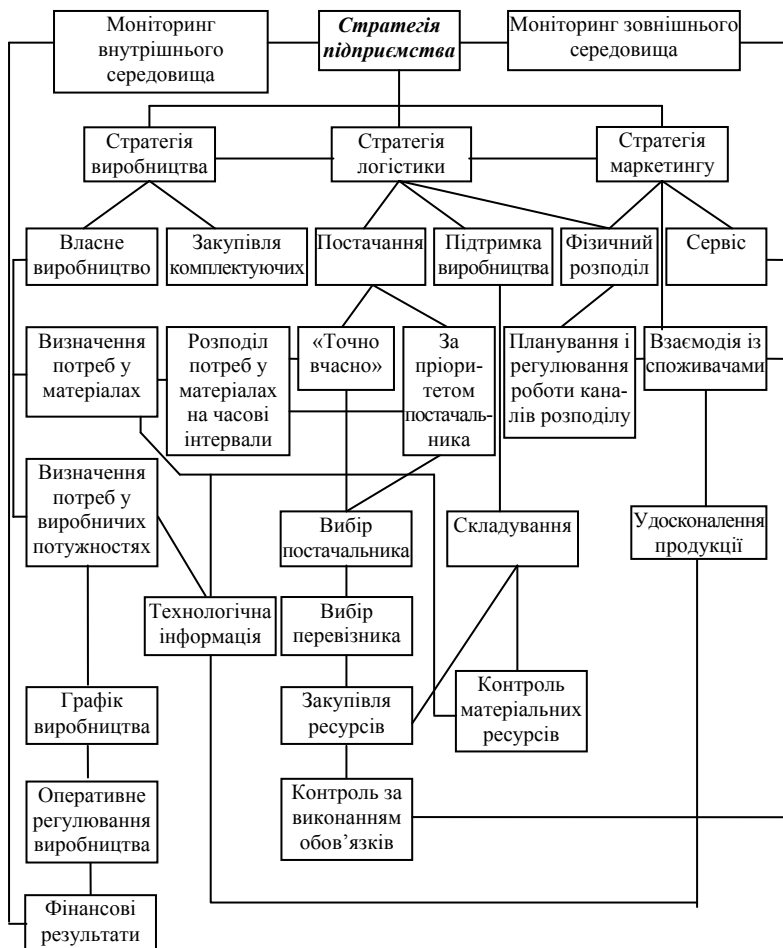 Моніторинг
внутрішнього
середовища
Стратегія
підприємства
Моніторинг зовнішнього
середовища
Стратегія
виробництва
Стратегія
логістики
Стратегія
маркетингу
Власне
виробництво
Закупівля
комплектуючих
Постачання
Підтримка
виробництва
Фізичний
розподіл
Сервіс
Визначення
потреб у
матеріалах
Розподіл
потреб у
матеріалах
на часові
інтервали
«Точно
вчасно»
За
пріори-
тетом
постачаль-
ника
Планування і
регулювання
роботи кана-
лів розподілу
Взаємодія із
споживачами
Визначення
потреб у
виробничих
потужностях
Вибір
постачальника
Складування
Удосконалення
продукції
Технологічна
інформація
Вибір
перевізника
Графік
виробництва
Закупівля
ресурсів
Контроль
матеріальних
ресурсів
Оперативне
регулювання
виробництва
Контроль за
виконанням
обов’язків
Фінансові
результати